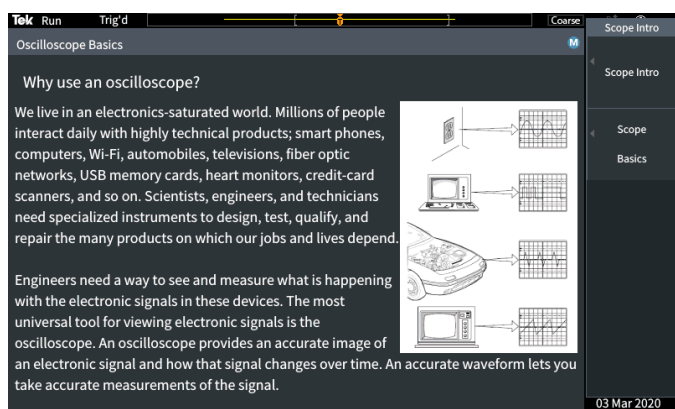 Tek Run Trig'd Coarse
Scope Intro
Oscilloscope Basics M
Scope Intro
Why use an oscilloscope?
We live in an electronics-saturated world. Millions of people
interact daily with highly technical products; smart phones,
computers, Wi-Fi, automobiles, televisions, fiber optic
networks, USB memory cards, heart monitors, credit-card
scanners, and so on. Scientists, engineers, and technicians
need specialized instruments to design, test, qualify, and
repair the many products on which our jobs and lives depend.
Engineers need a way to see and measure what is happening
with the electronic signals in these devices. The most
universal tool for viewing electronic signals is the
oscilloscope. An oscilloscope provides an accurate image of
an electronic signal and how that signal changes over time. An accurate waveform lets you
take accurate measurements of the signal.
Scope
Basics
03 Mar 2020